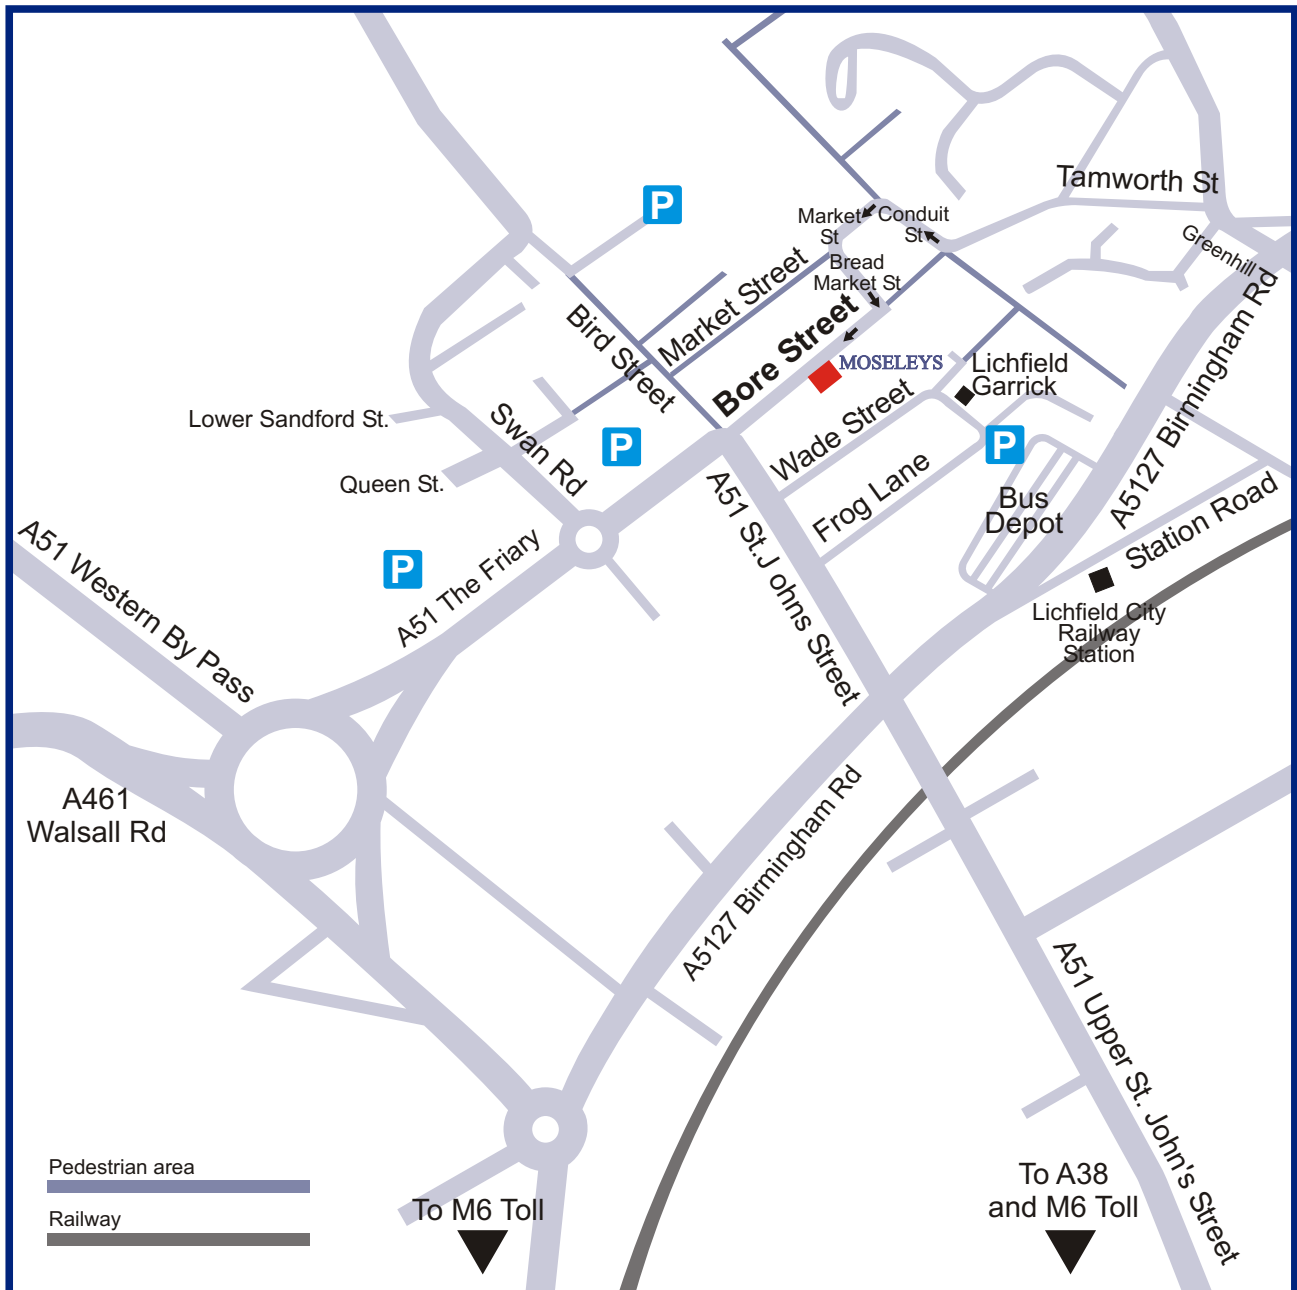 P
Tamworth St
Market
St
Conduit
St
Greenhill
Bread
Market St
Market Street
Bird Street
Bore Street
MOSELEYS
Lichfield
Garrick
A5127 Birmingham Rd
Lower Sandford St.
Swan Rd
P
Wade Street
P
Queen St.
Frog Lane
Bus
Depot
Station Road
A51 St.J ohns Street
A51 Western By Pass
P
A51 The Friary
Lichfield City
Railway
Station
A461
Walsall Rd
A5127 Birmingham Rd
A51 Upper St. John's Street
Pedestrian area
Railway
To M6 Toll
To A38
and M6 Toll